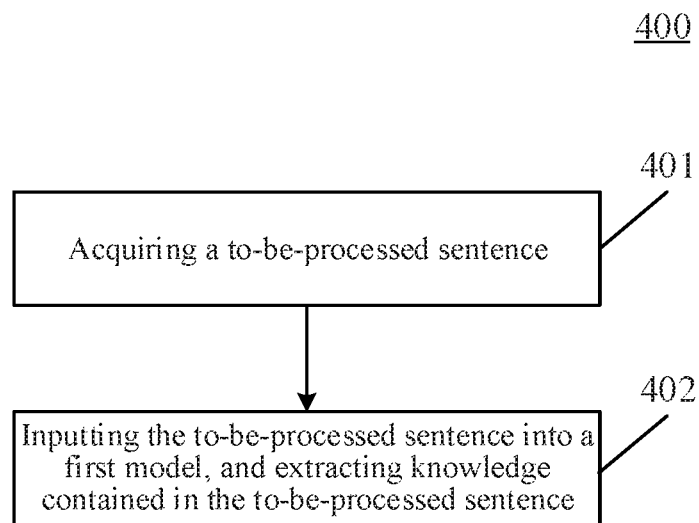 400
401
Acquiring a to-be-processed sentence
402
Inputting the to-be-processed sentence into a
first model, and extracting knowledge
contained in the to-be-processed sentence